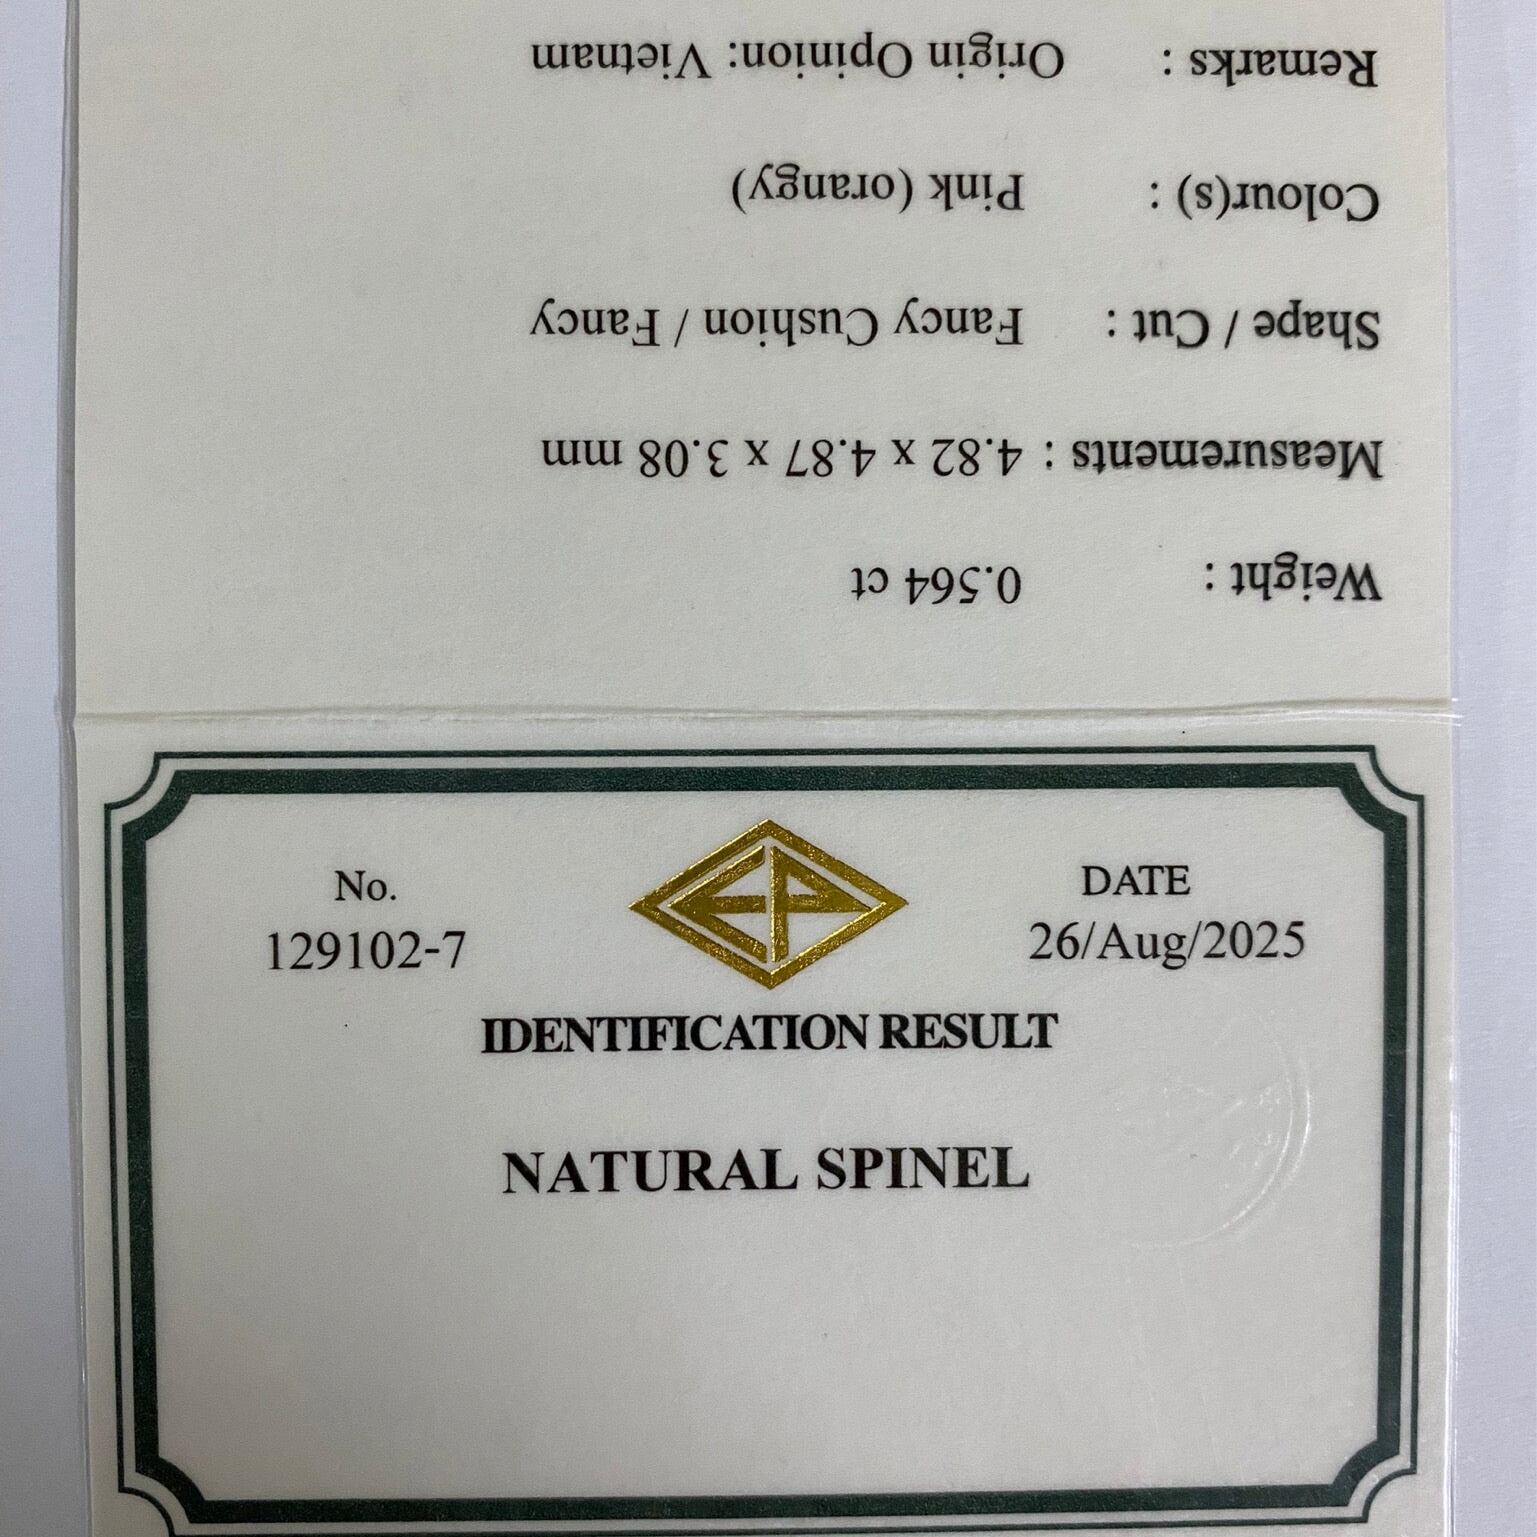 Weight : 0.564 ct
Measurements : 4.82 x 4.87 x 3.08 mm
Shape / Cut : Fancy Cushion / Fancy
Colour(s) : Pink (orangy)
Remarks : Origin Opinion: Vietnam
No.
129102-7
EP
DATE
26/Aug/2025
IDENTIFICATION RESULT
NATURAL SPINEL